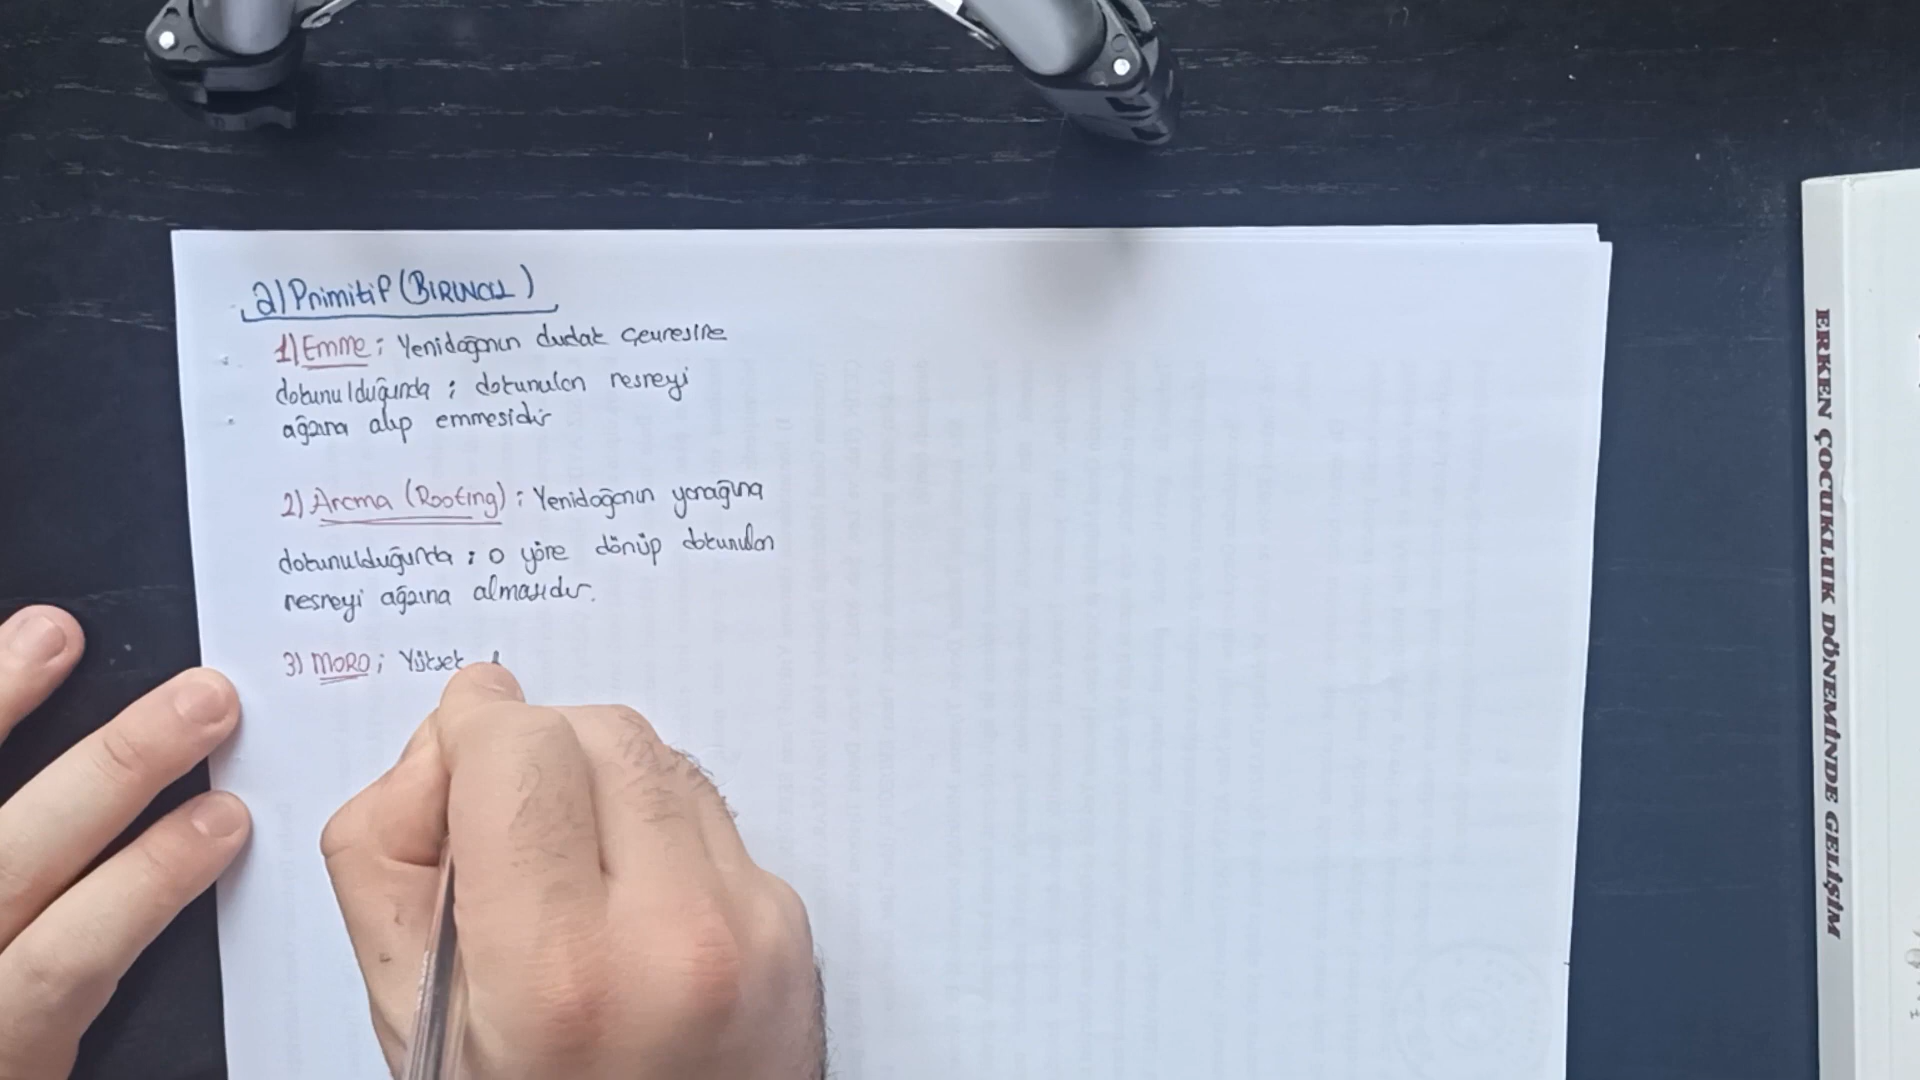 a) Primitif (BIRINCIL)
1) Emme ; Yenidoğanın dudak çevresine
dokunulduğunda ; dokunulan nesneyi
ağzına alıp emmesidir
2) Arama (Rooting) ; Yenidoğanın yanağına
dokunulduğunda ; o yöne dönüp dokunulan
nesneyi ağzına almasıdır.
3) MORO ; Yüksek
ERKEN ÇOCUKLUK DÖNEMİNDE GELİŞİM